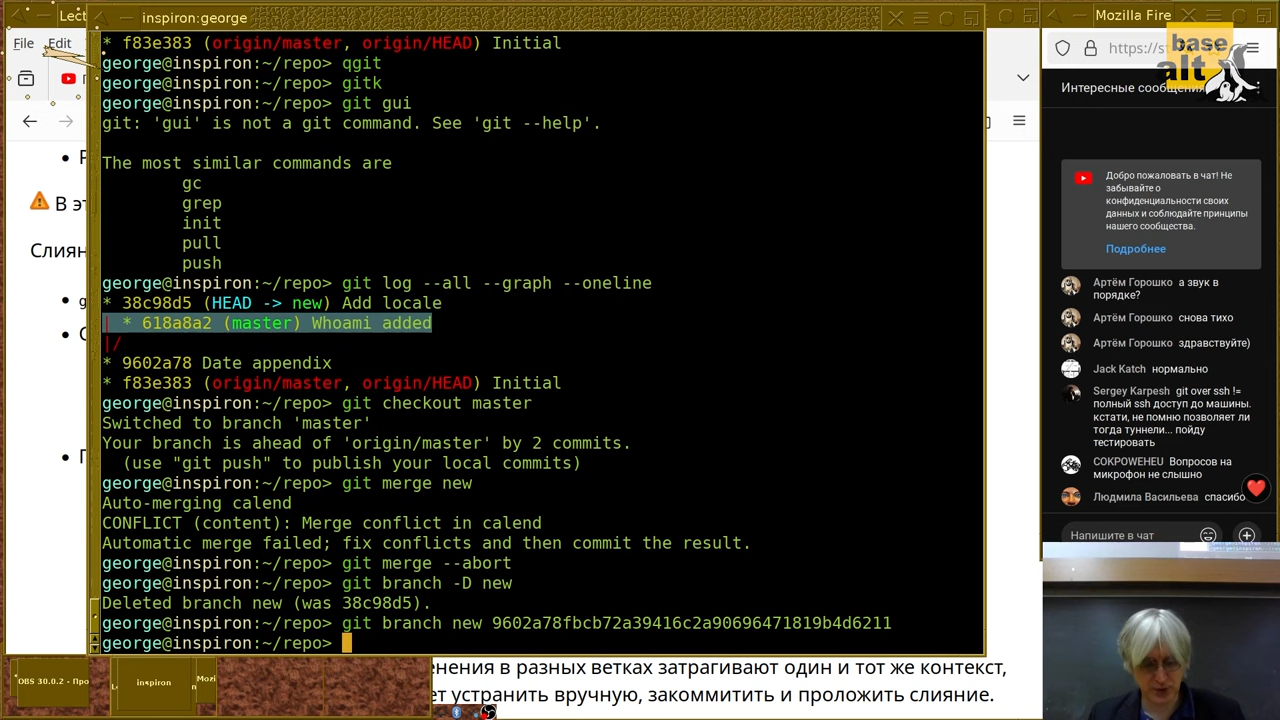 Lect
inspiron:george
Mozilla Fire
File Edit
https://s
base
alt
Интересные сообщения
* f83e383 (origin/master, origin/HEAD) Initial
george@inspiron:~/repo> qgit
george@inspiron:~/repo> gitk
george@inspiron:~/repo> git gui
git: 'gui' is not a git command. See 'git --help'.
The most similar commands are
gc
grep
init
pull
push
george@inspiron:~/repo> git log --all --graph --oneline
* 38c98d5 (HEAD -> new) Add locale
| * 618a8a2 (master) Whoami added
|/
* 9602a78 Date appendix
* f83e383 (origin/master, origin/HEAD) Initial
george@inspiron:~/repo> git checkout master
Switched to branch 'master'
Your branch is ahead of 'origin/master' by 2 commits.
(use "git push" to publish your local commits)
george@inspiron:~/repo> git merge new
Auto-merging calend
CONFLICT (content): Merge conflict in calend
Automatic merge failed; fix conflicts and then commit the result.
george@inspiron:~/repo> git merge --abort
george@inspiron:~/repo> git branch -D new
Deleted branch new (was 38c98d5).
george@inspiron:~/repo> git branch new 9602a78fbcb72a39416c2a90696471819b4d6211
george@inspiron:~/repo>
В эт
Слиян
Добро пожаловать в чат! Не
забывайте о
конфиденциальности своих
данных и соблюдайте принципы
нашего сообщества.
Подробнее
Артём Горошко а звук в
порядке?
Артём Горошко снова тихо
Артём Горошко здравствуйте)
Jack Katch нормально
Sergey Karpesh git over ssh !=
полный ssh доступ до машины.
кстати, не помню позволяет ли
тогда туннели... пойду
тестировать
COKPOWEHEU Вопросов на
микрофон не слышно
Людмила Васильева спасибо
Напишите в чат
OBS 30.0.2 - Про
inspiron
Mozi
енения в разных ветках затрагивают один и тот же контекст,
ет устранить вручную, закоммитить и проложить слияние.